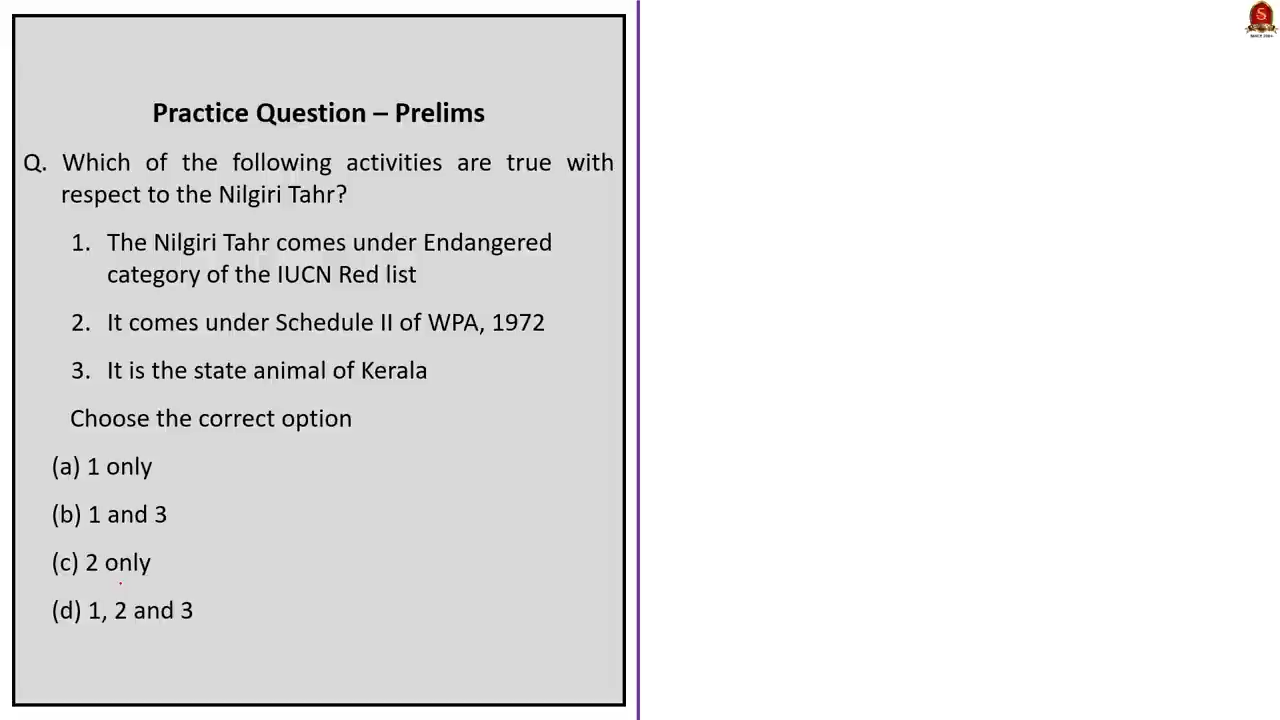 Practice Question – Prelims
Q. Which of the following activities are true with
respect to the Nilgiri Tahr?
1. The Nilgiri Tahr comes under Endangered
category of the IUCN Red list
2. It comes under Schedule II of WPA, 1972
3. It is the state animal of Kerala
Choose the correct option
(a) 1 only
(b) 1 and 3
(c) 2 only
(d) 1, 2 and 3
S